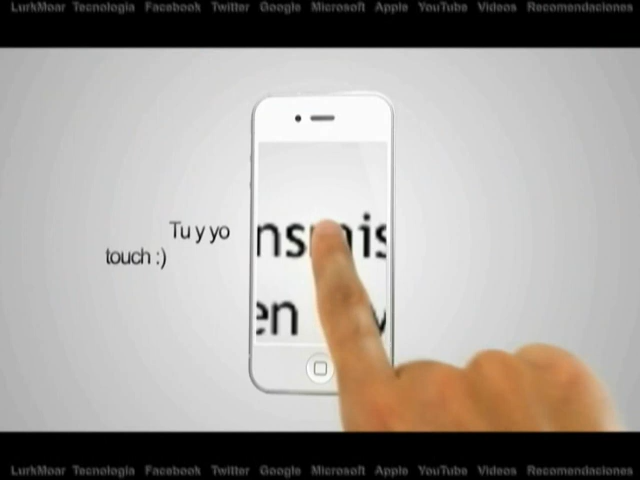 LurkMoar Tecnologia Facebook Twitter Google Microsoft Apple YouTube Videos Recomendaciones
Tu y yo
touch :)
en
LurkMoar Tecnologia Facebook Twitter Google Microsoft Apple YouTube Videos Recomendaciones